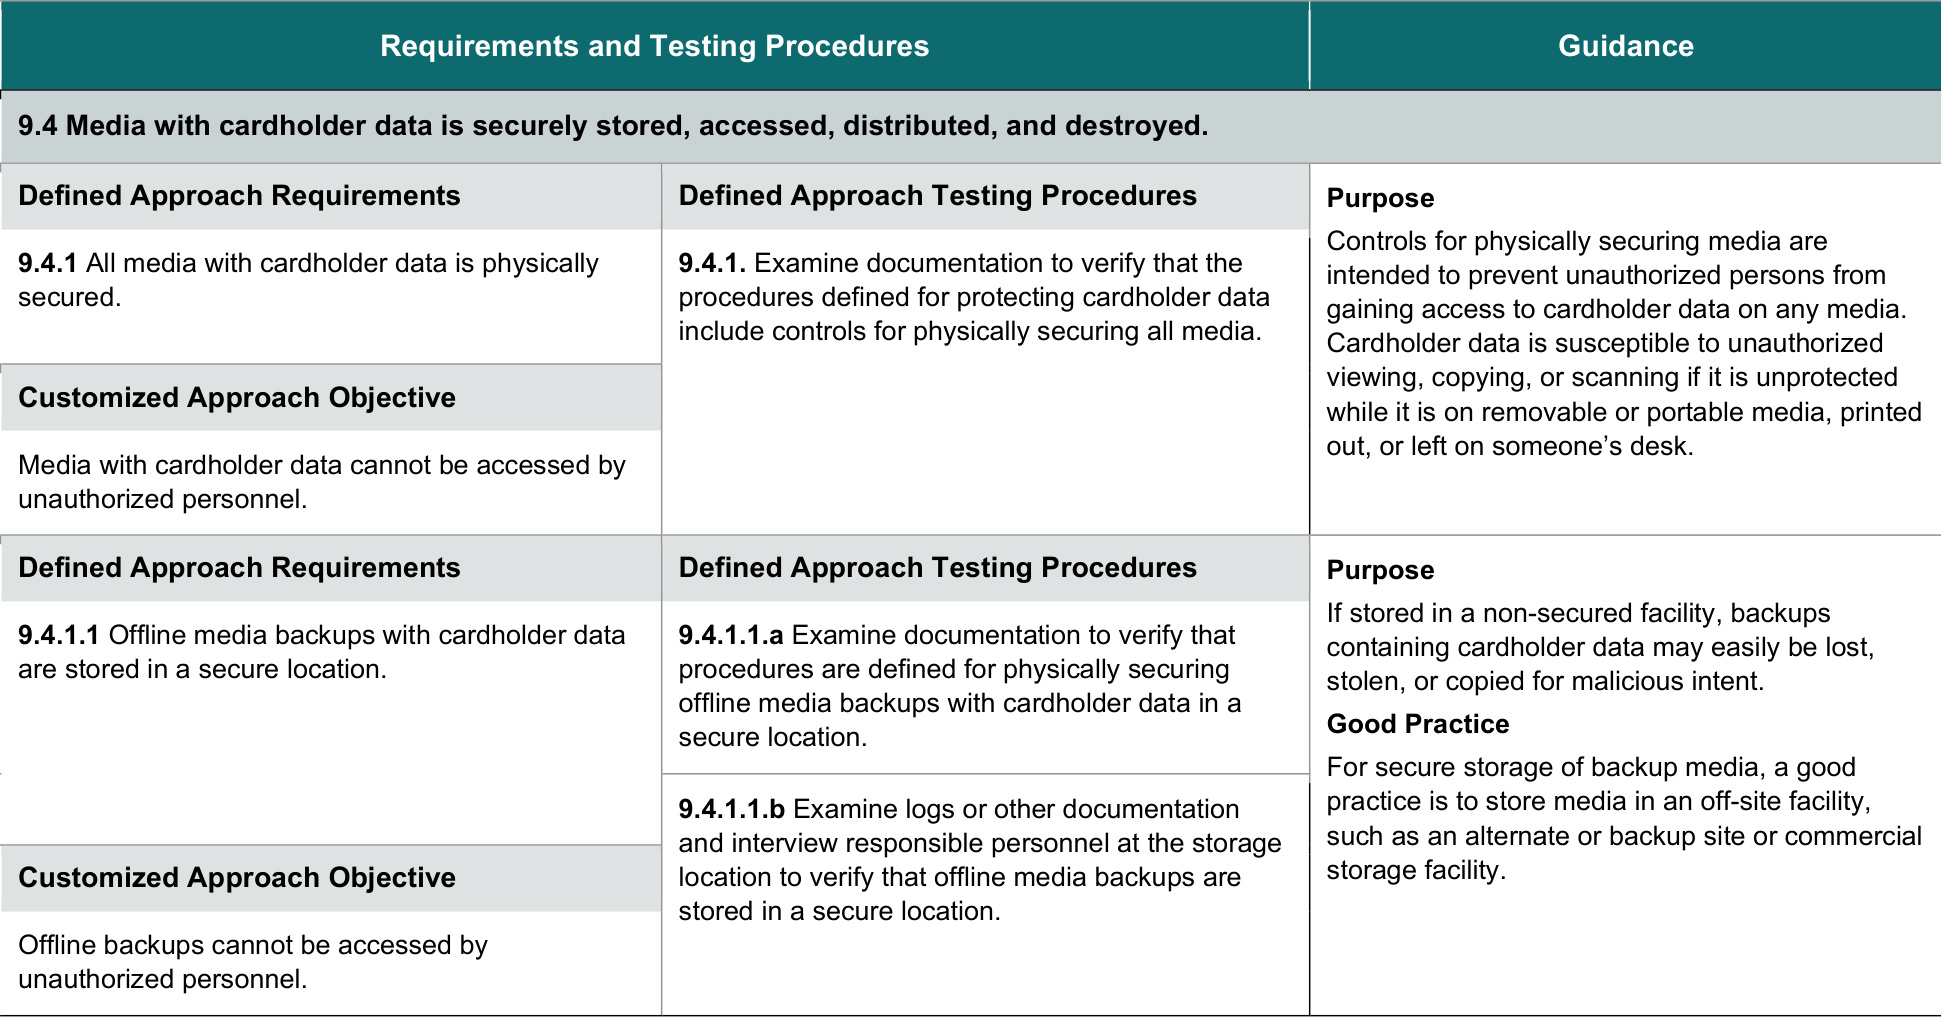 Requirements and Testing Procedures
Guidance
9.4 Media with cardholder data is securely stored, accessed, distributed, and destroyed.
Defined Approach Requirements
9.4.1 All media with cardholder data is physically
secured.
Customized Approach Objective
Media with cardholder data cannot be accessed by
unauthorized personnel.
Defined Approach Testing Procedures
9.4.1. Examine documentation to verify that the
procedures defined for protecting cardholder data
include controls for physically securing all media.
Purpose
Controls for physically securing media are
intended to prevent unauthorized persons from
gaining access to cardholder data on any media.
Cardholder data is susceptible to unauthorized
viewing, copying, or scanning if it is unprotected
while it is on removable or portable media, printed
out, or left on someone’s desk.
Defined Approach Requirements
9.4.1.1 Offline media backups with cardholder data
are stored in a secure location.
Customized Approach Objective
Offline backups cannot be accessed by
unauthorized personnel.
Defined Approach Testing Procedures
9.4.1.1.a Examine documentation to verify that
procedures are defined for physically securing
offline media backups with cardholder data in a
secure location.
9.4.1.1.b Examine logs or other documentation
and interview responsible personnel at the storage
location to verify that offline media backups are
stored in a secure location.
Purpose
If stored in a non-secured facility, backups
containing cardholder data may easily be lost,
stolen, or copied for malicious intent.
Good Practice
For secure storage of backup media, a good
practice is to store media in an off-site facility,
such as an alternate or backup site or commercial
storage facility.